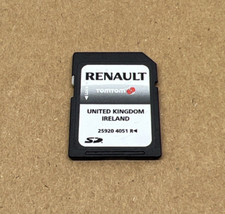 RENAULT
TomTom
UNITED KINGDOM
IRELAND
25920 4051 R
SD